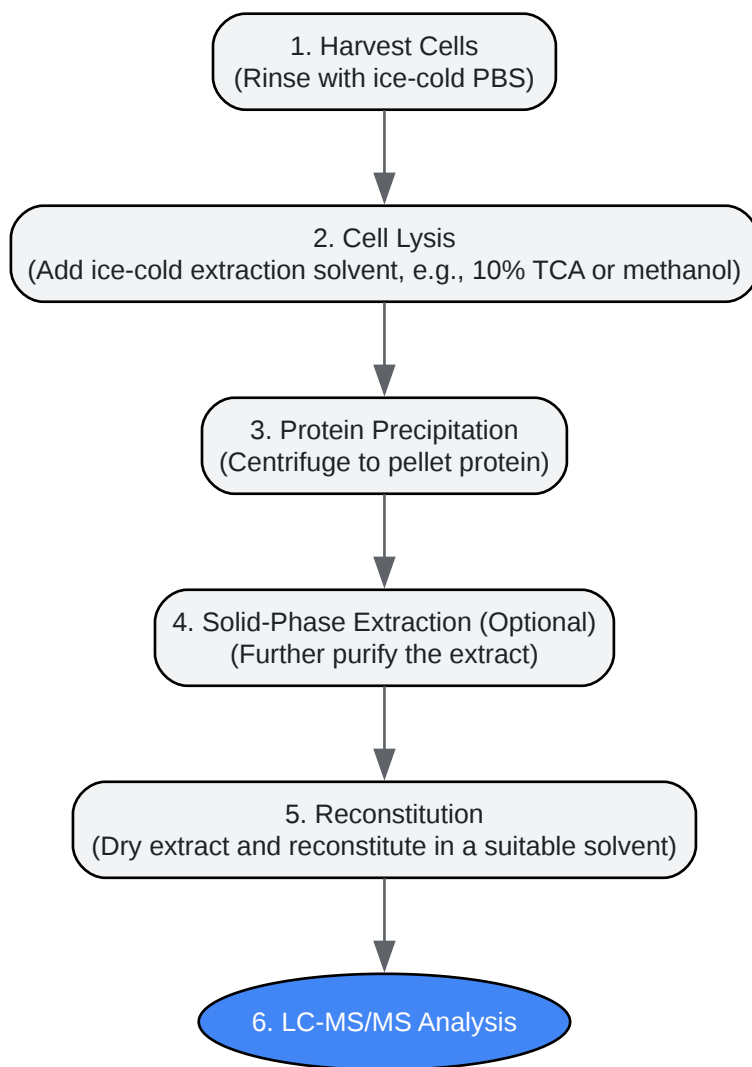 1. Harvest Cells
(Rinse with ice-cold PBS)
2. Cell Lysis
(Add ice-cold extraction solvent, e.g., 10% TCA or methanol)
3. Protein Precipitation
(Centrifuge to pellet protein)
4. Solid-Phase Extraction (Optional)
(Further purify the extract)
5. Reconstitution
(Dry extract and reconstitute in a suitable solvent)
6. LC-MS/MS Analysis